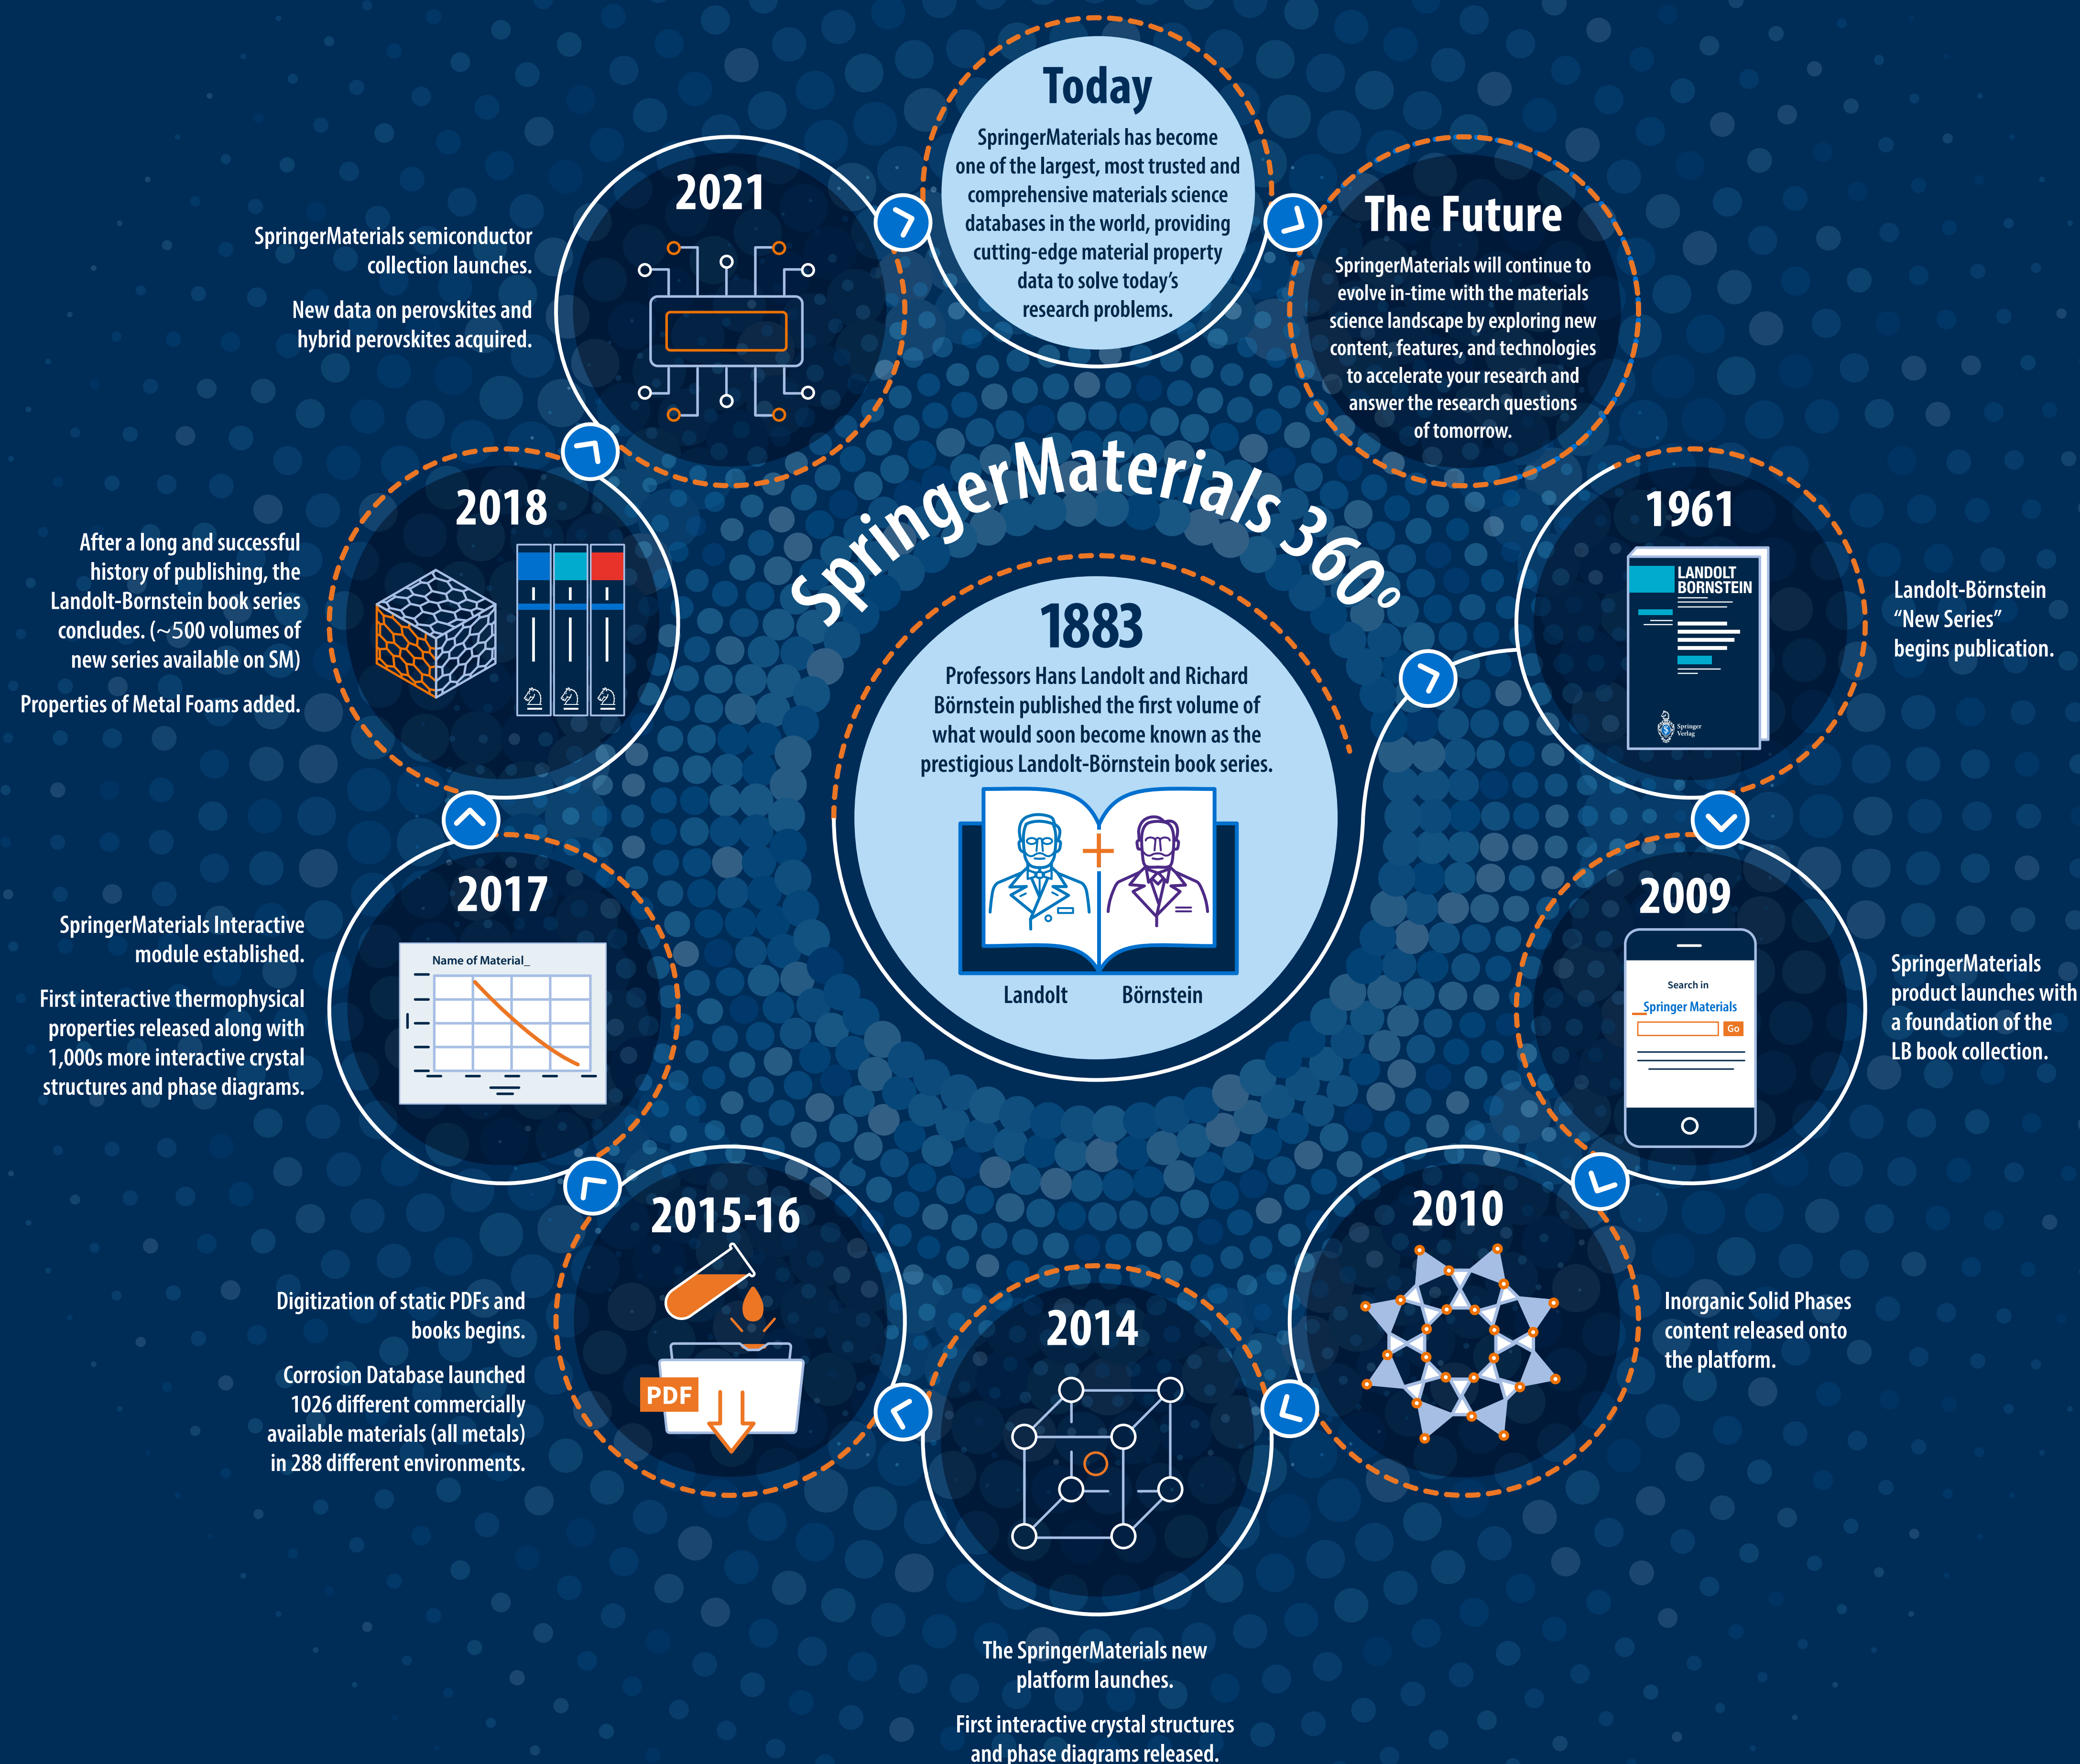 SpringerMaterials 360º
1883
Professors Hans Landolt and Richard
Börnstein published the first volume of
what would soon become known as the
prestigious Landolt-Börnstein book series.
Landolt
Börnstein
1961
LANDOLT
BORNSTEIN
Springer
Verlag
Landolt-Börnstein
“New Series”
begins publication.
2009
Search in
Springer Materials
Go
SpringerMaterials
product launches with
a foundation of the
LB book collection.
2010
Inorganic Solid Phases
content released onto
the platform.
2014
The SpringerMaterials new
platform launches.
First interactive crystal structures
and phase diagrams released.
2015-16
PDF
Digitization of static PDFs and
books begins.
Corrosion Database launched
1026 different commercially
available materials (all metals)
in 288 different environments.
2017
Name of Material_
SpringerMaterials Interactive
module established.
First interactive thermophysical
properties released along with
1,000s more interactive crystal
structures and phase diagrams.
2018
After a long and successful
history of publishing, the
Landolt-Bornstein book series
concludes. (~500 volumes of
new series available on SM)
Properties of Metal Foams added.
2021
SpringerMaterials semiconductor
collection launches.
New data on perovskites and
hybrid perovskites acquired.
Today
SpringerMaterials has become
one of the largest, most trusted and
comprehensive materials science
databases in the world, providing
cutting-edge material property
data to solve today’s
research problems.
The Future
SpringerMaterials will continue to
evolve in-time with the materials
science landscape by exploring new
content, features, and technologies
to accelerate your research and
answer the research questions
of tomorrow.